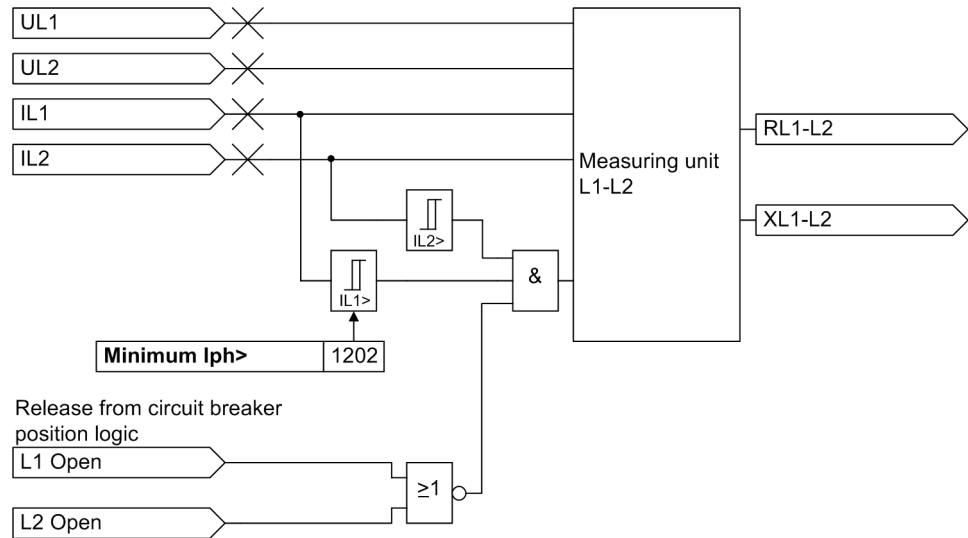 UL1
UL2
IL1
IL2
Measuring unit
L1-L2
RL1-L2
XL1-L2
IL2>
IL1>
&
Minimum Iph> 1202
Release from circuit breaker
position logic
L1 Open
L2 Open
≥1